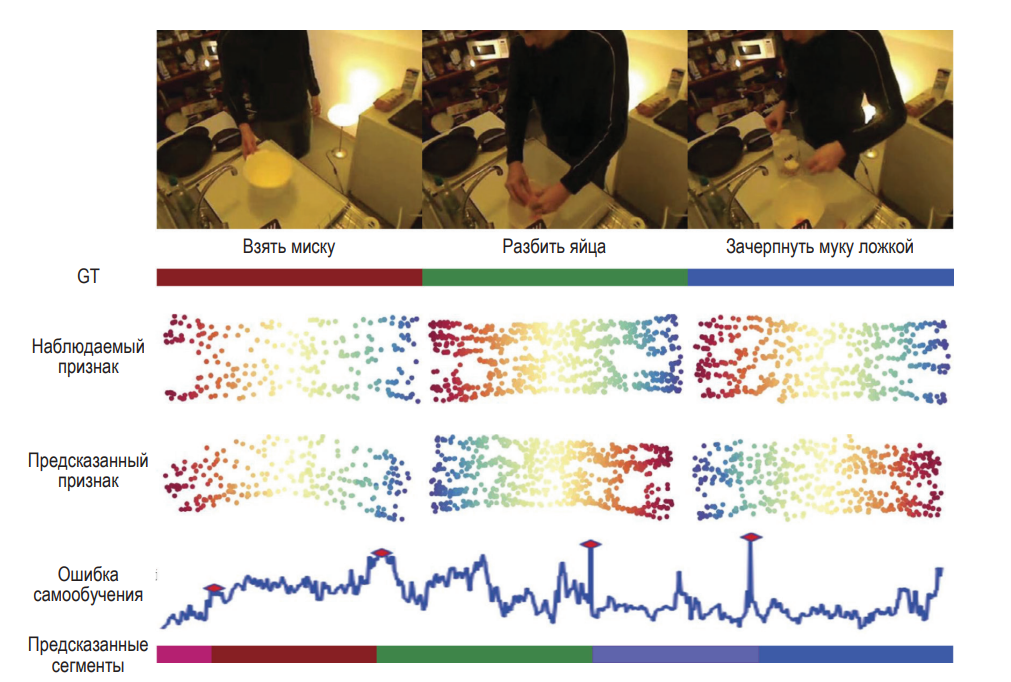 Взять миску
Разбить яйца
Зачерпнуть муку ложкой
GT
Наблюдаемый
признак
Предсказанный
признак
Ошибка
самообучения
Предсказанные
сегменты